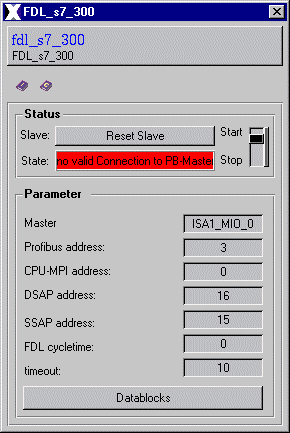 FDL_s7_300
fdl_s7_300
FDL_s7_300
Status
Slave: Reset Slave Start
State: no valid Connection to PB-Master Stop
Parameter
Master ISA1_MIO_0
Profibus address: 3
CPU-MPI address: 0
DSAP address: 16
SSAP address: 15
FDL cycletime: 0
timeout: 10
Datablocks